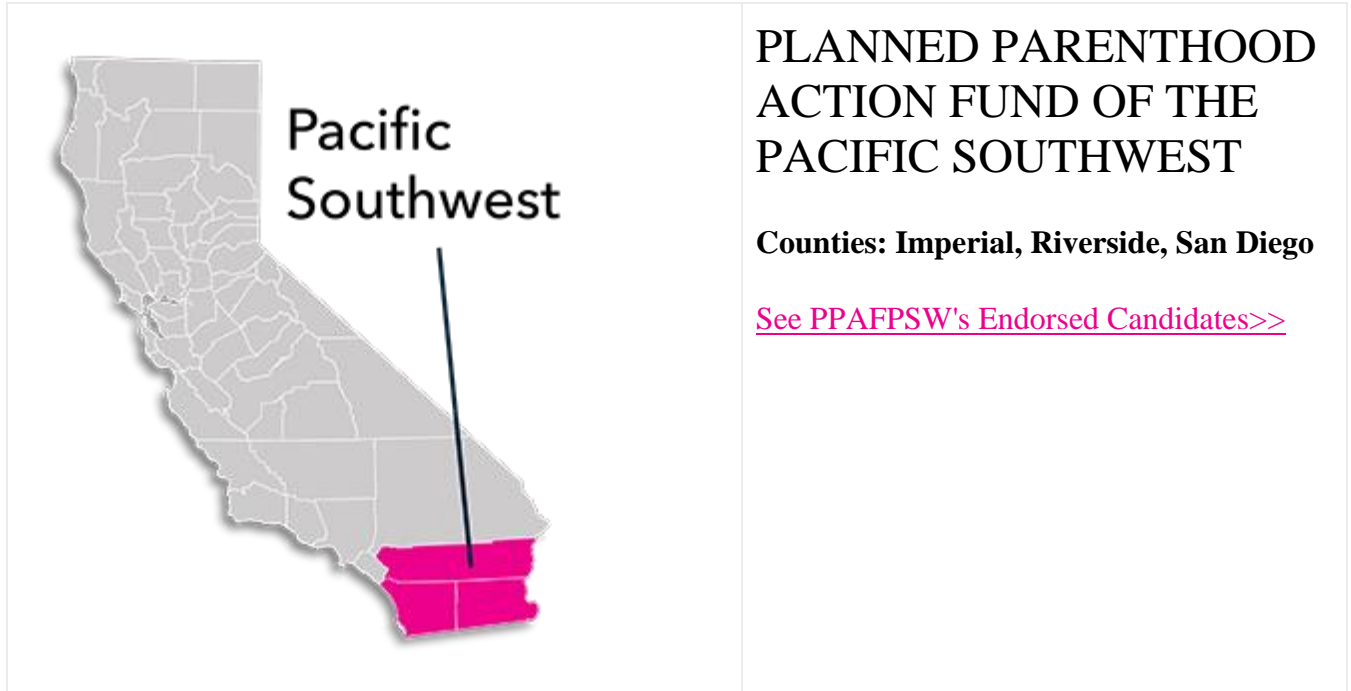 Pacific
Southwest
PLANNED PARENTHOOD
ACTION FUND OF THE
PACIFIC SOUTHWEST
Counties: Imperial, Riverside, San Diego
See PPAFPSW's Endorsed Candidates>>